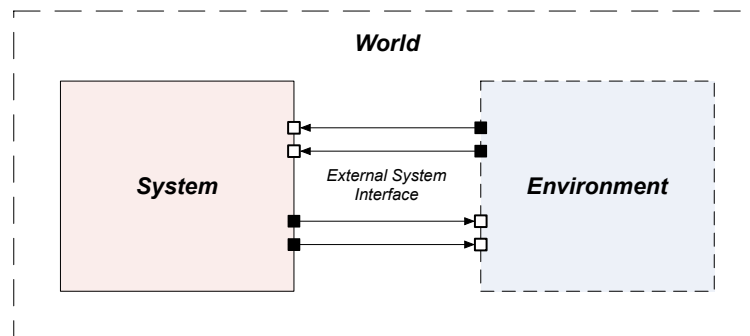 World
System
External System
Interface
Environment